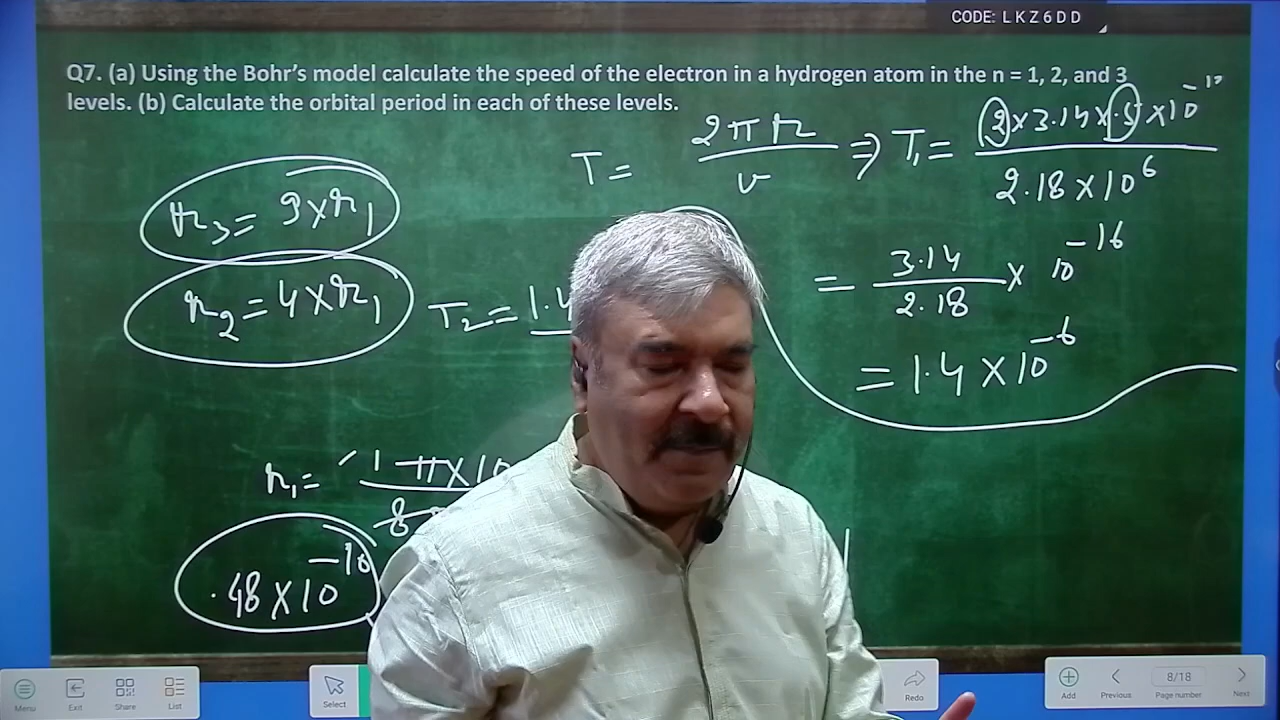 CODE: L K Z 6 D D
Q7. (a) Using the Bohr’s model calculate the speed of the electron in a hydrogen atom in the n = 1, 2, and 3
levels. (b) Calculate the orbital period in each of these levels.
T = 2πr / v ⇒ T₁ = 2×3.14×.5×10⁻¹⁰ / 2.18×10⁶
r₃ = 9×r₁
= 3.14 / 2.18 × 10⁻¹⁶
r₂ = 4×r₁
T₂ = 1.4
= 1.4×10⁻⁶
r₁ =
.48×10⁻¹⁰
Menu
Exit
Share
List
Select
Redo
Add
Previous
8/18
Page number
Next